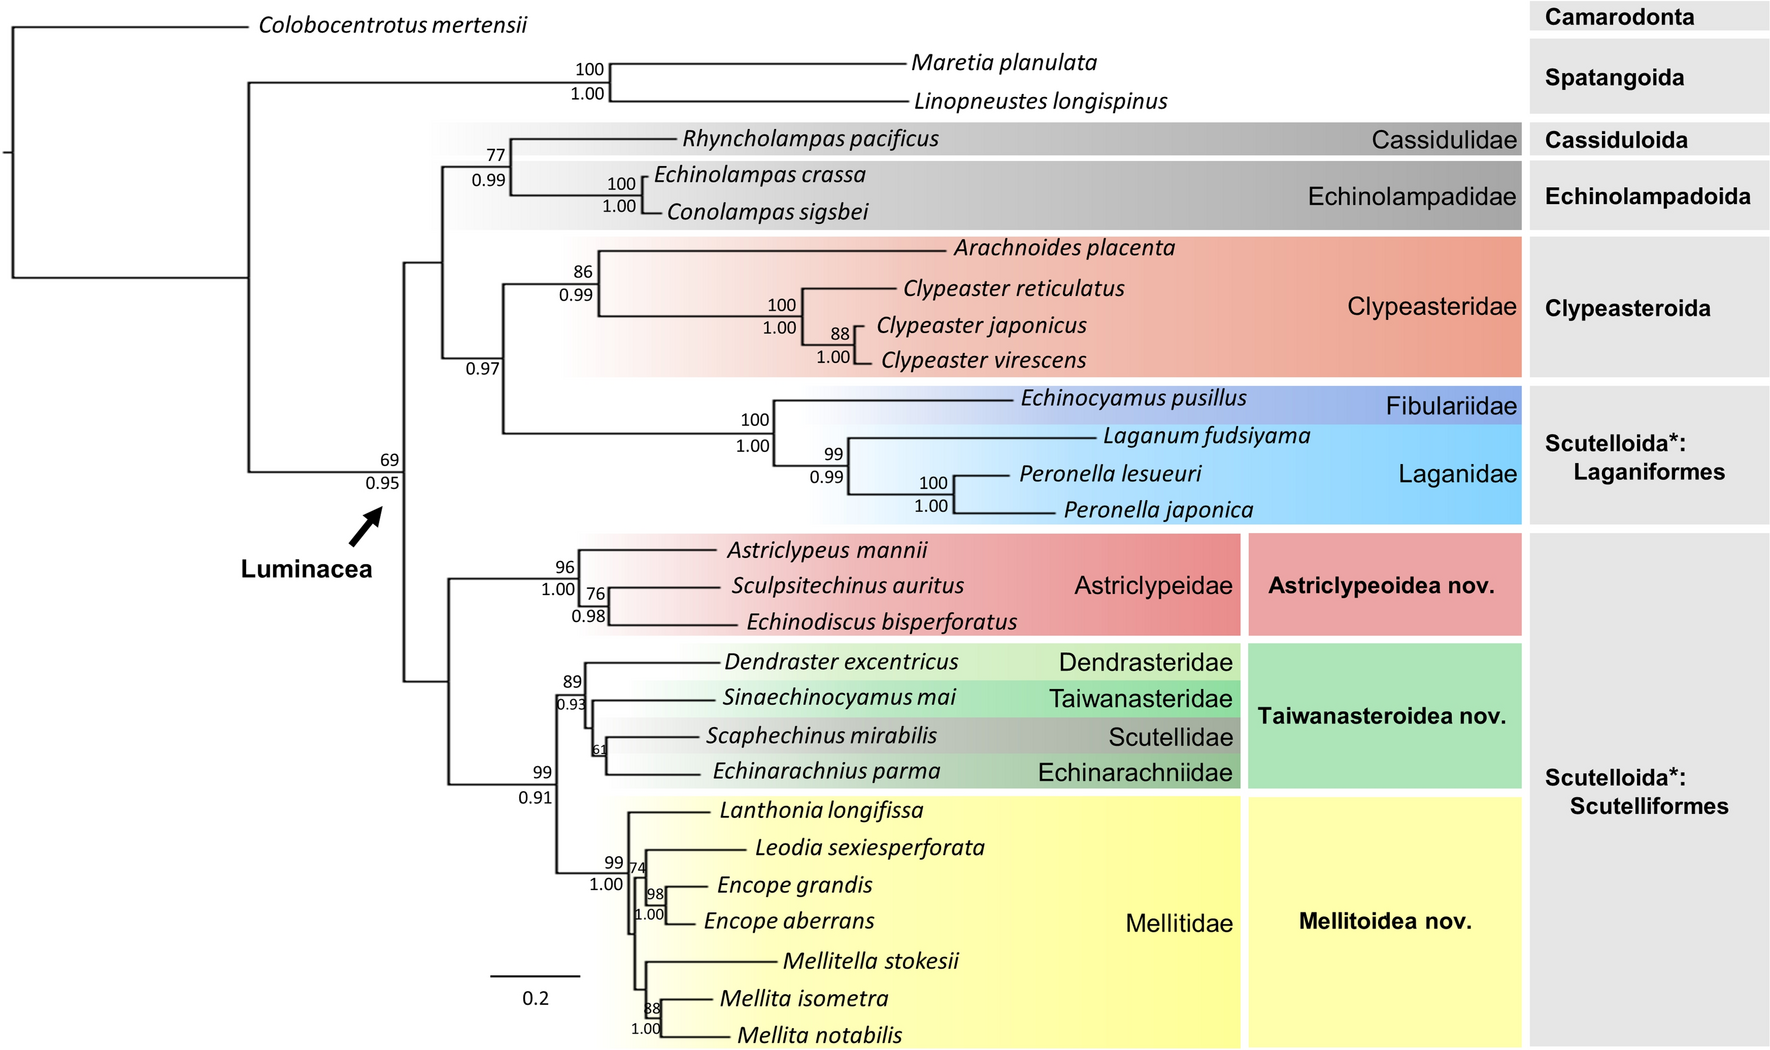 Colobocentrotus mertensii
Camarodonta
100
1.00
Maretia planulata
Linopneustes longispinus
Spatangoida
77
0.99
Rhyncholampas pacificus
Cassidulidae
Cassiduloida
100
1.00
Echinolampas crassa
Conolampas sigsbei
Echinolampadidae
Echinolampadoida
86
0.99
Arachnoides placenta
100
1.00
Clypeaster reticulatus
88
1.00
Clypeaster japonicus
Clypeaster virescens
Clypeasteridae
Clypeasteroida
0.97
100
1.00
Echinocyamus pusillus
Fibulariidae
99
0.99
Laganum fudsiyama
100
1.00
Peronella lesueuri
Peronella japonica
Laganidae
Scutelloida*:
Laganiformes
69
0.95
Luminacea
96
1.00
Astriclypeus mannii
76
0.98
Sculpsitechinus auritus
Echinodiscus bisperforatus
Astriclypeidae
Astriclypeoidea nov.
89
0.93
Dendraster excentricus
Dendrasteridae
Sinaechinocyamus mai
Taiwanasteridae
61
Scaphechinus mirabilis
Scutellidae
Echinarachnius parma
Echinarachniidae
Taiwanasteroidea nov.
99
0.91
Scutelloida*:
Scutelliformes
99
1.00
Lanthonia longifissa
74
Leodia sexiesperforata
98
1.00
Encope grandis
Encope aberrans
Mellitidae
Mellitoidea nov.
Mellitella stokesii
88
1.00
Mellita isometra
Mellita notabilis
0.2